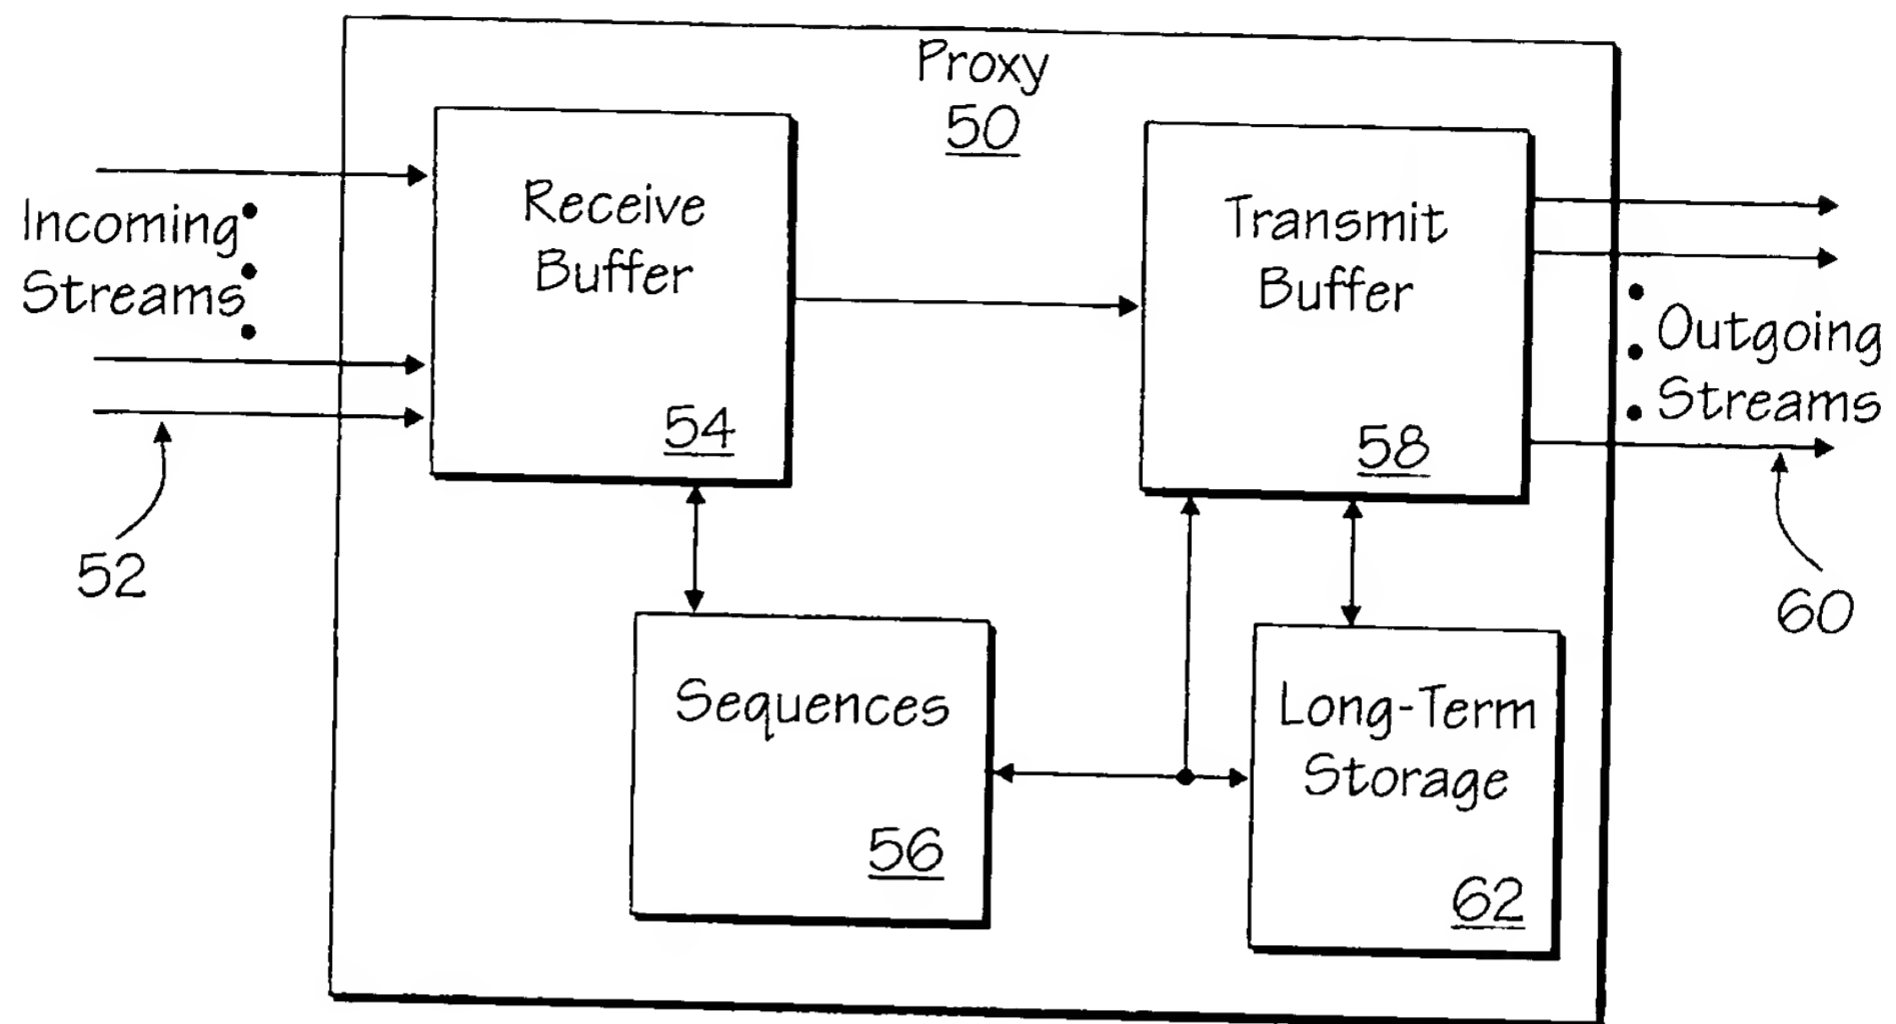 Proxy
50
Receive
Buffer
54
Transmit
Buffer
58
Incoming
Streams
52
Outgoing
Streams
60
Sequences
56
Long-Term
Storage
62